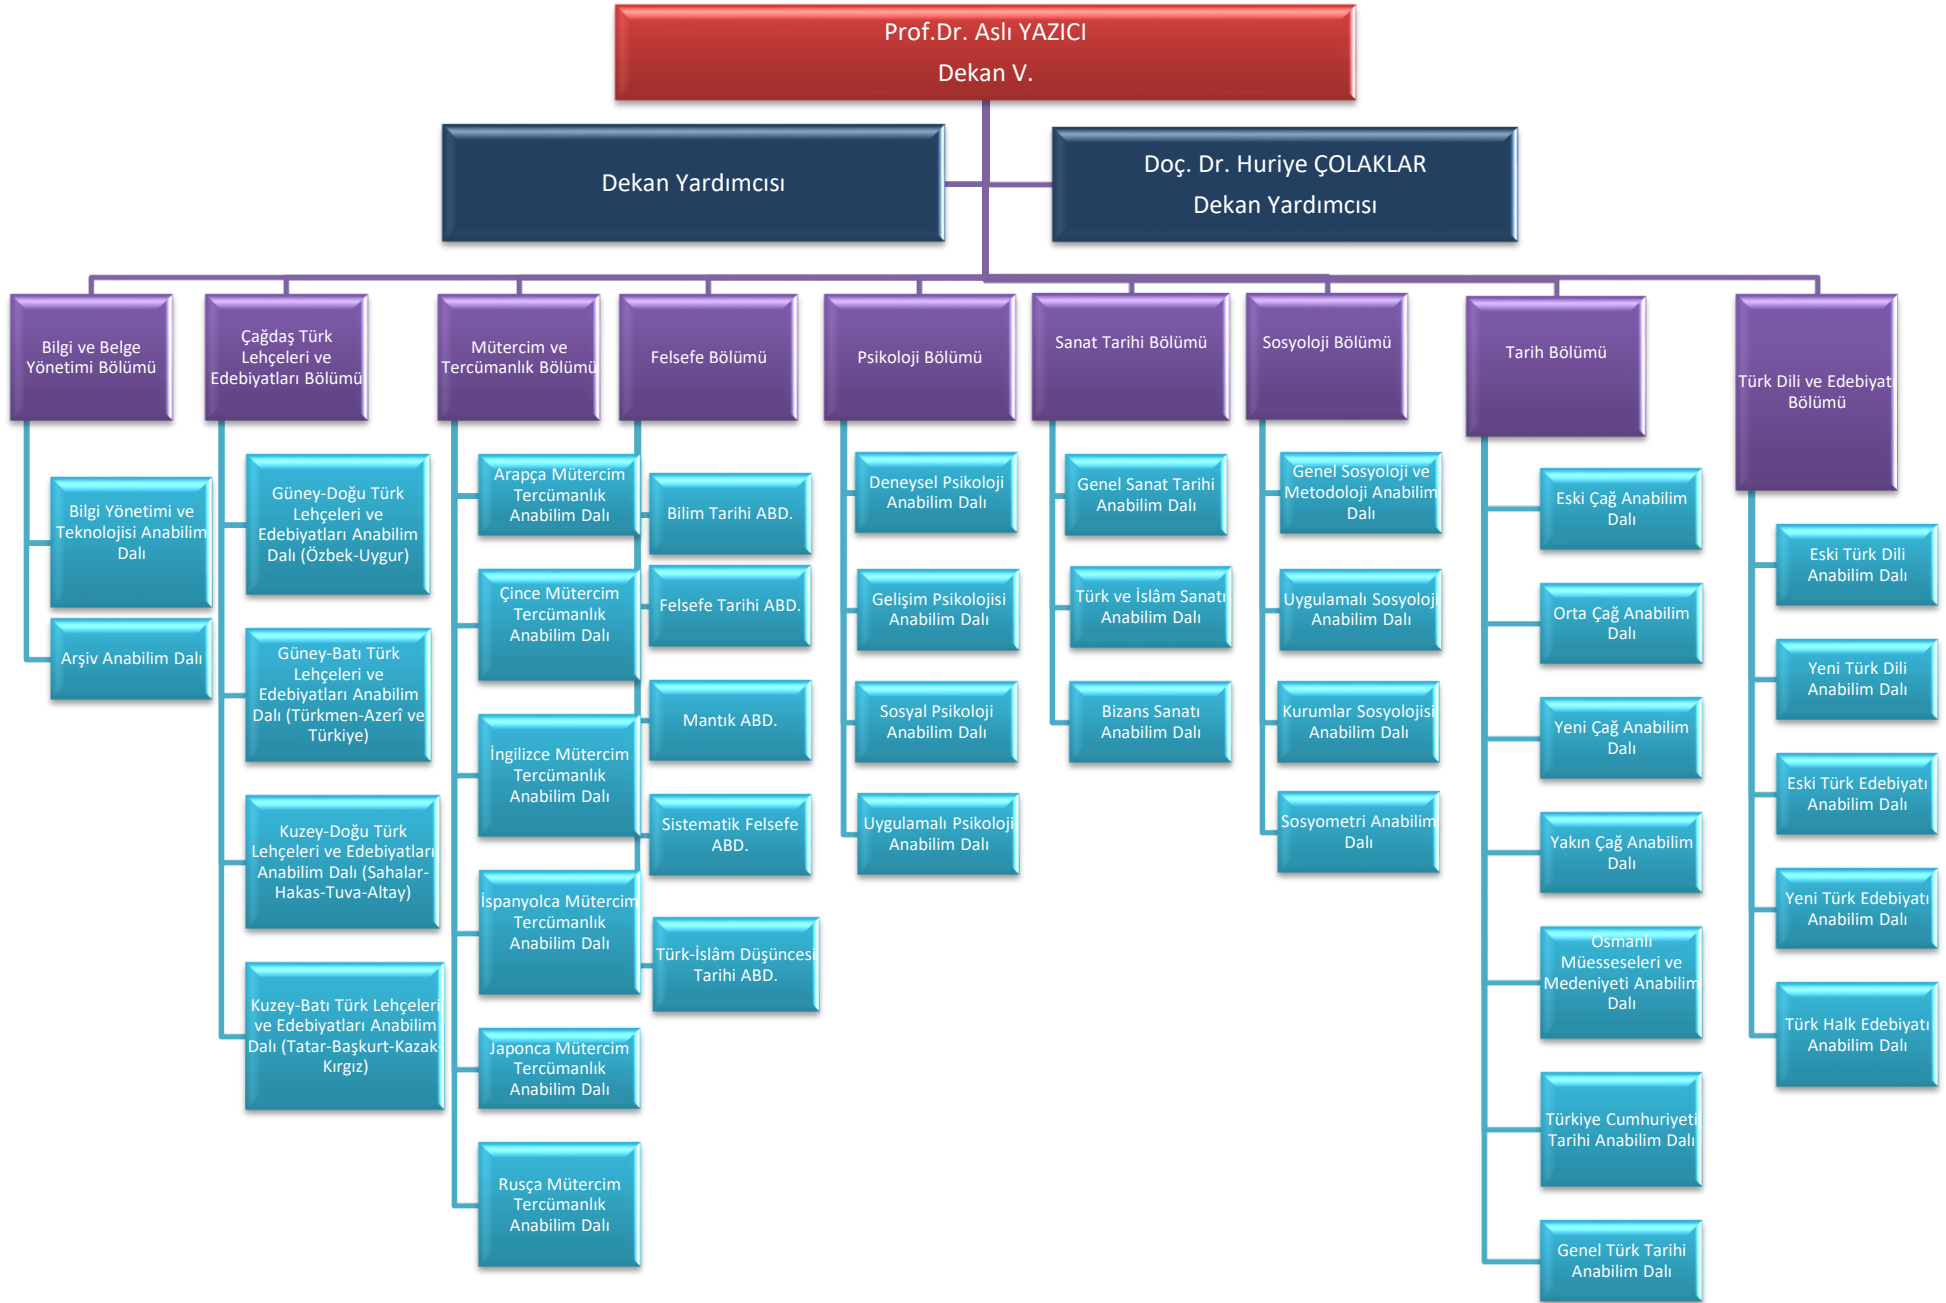 Prof.Dr. Aslı YAZICI
Dekan V.
Dekan Yardımcısı
Doç. Dr. Huriye ÇOLAKLAR
Dekan Yardımcısı
Bilgi ve Belge
Yönetimi Bölümü
Bilgi Yönetimi ve
Teknolojisi Anabilim
Dalı
Arşiv Anabilim Dalı
Çağdaş Türk
Lehçeleri ve
Edebiyatları Bölümü
Güney-Doğu Türk
Lehçeleri ve
Edebiyatları Anabilim
Dalı (Özbek-Uygur)
Güney-Batı Türk
Lehçeleri ve
Edebiyatları Anabilim
Dalı (Türkmen-Azerî ve
Türkiye)
Kuzey-Doğu Türk
Lehçeleri ve Edebiyatları
Anabilim Dalı (Sahalar-
Hakas-Tuva-Altay)
Kuzey-Batı Türk Lehçeleri
ve Edebiyatları Anabilim
Dalı (Tatar-Başkurt-Kazak-
Kırgız)
Mütercim ve
Tercümanlık Bölümü
Arapça Mütercim
Tercümanlık
Anabilim Dalı
Çince Mütercim
Tercümanlık
Anabilim Dalı
İngilizce Mütercim
Tercümanlık
Anabilim Dalı
İspanyolca Mütercim
Tercümanlık
Anabilim Dalı
Japonca Mütercim
Tercümanlık
Anabilim Dalı
Rusça Mütercim
Tercümanlık
Anabilim Dalı
Felsefe Bölümü
Bilim Tarihi ABD.
Felsefe Tarihi ABD.
Mantık ABD.
Sistematik Felsefe
ABD.
Türk-İslâm Düşüncesi
Tarihi ABD.
Psikoloji Bölümü
Deneysel Psikoloji
Anabilim Dalı
Gelişim Psikolojisi
Anabilim Dalı
Sosyal Psikoloji
Anabilim Dalı
Uygulamalı Psikoloji
Anabilim Dalı
Sanat Tarihi Bölümü
Genel Sanat Tarihi
Anabilim Dalı
Türk ve İslâm Sanatı
Anabilim Dalı
Bizans Sanatı
Anabilim Dalı
Sosyoloji Bölümü
Genel Sosyoloji ve
Metodoloji Anabilim
Dalı
Uygulamalı Sosyoloji
Anabilim Dalı
Kurumlar Sosyolojisi
Anabilim Dalı
Sosyometri Anabilim
Dalı
Tarih Bölümü
Eski Çağ Anabilim
Dalı
Orta Çağ Anabilim
Dalı
Yeni Çağ Anabilim
Dalı
Yakın Çağ Anabilim
Dalı
Osmanlı
Müesseseleri ve
Medeniyeti Anabilim
Dalı
Türkiye Cumhuriyeti
Tarihi Anabilim Dalı
Genel Türk Tarihi
Anabilim Dalı
Türk Dili ve Edebiyat
Bölümü
Eski Türk Dili
Anabilim Dalı
Yeni Türk Dili
Anabilim Dalı
Eski Türk Edebiyatı
Anabilim Dalı
Yeni Türk Edebiyatı
Anabilim Dalı
Türk Halk Edebiyatı
Anabilim Dalı